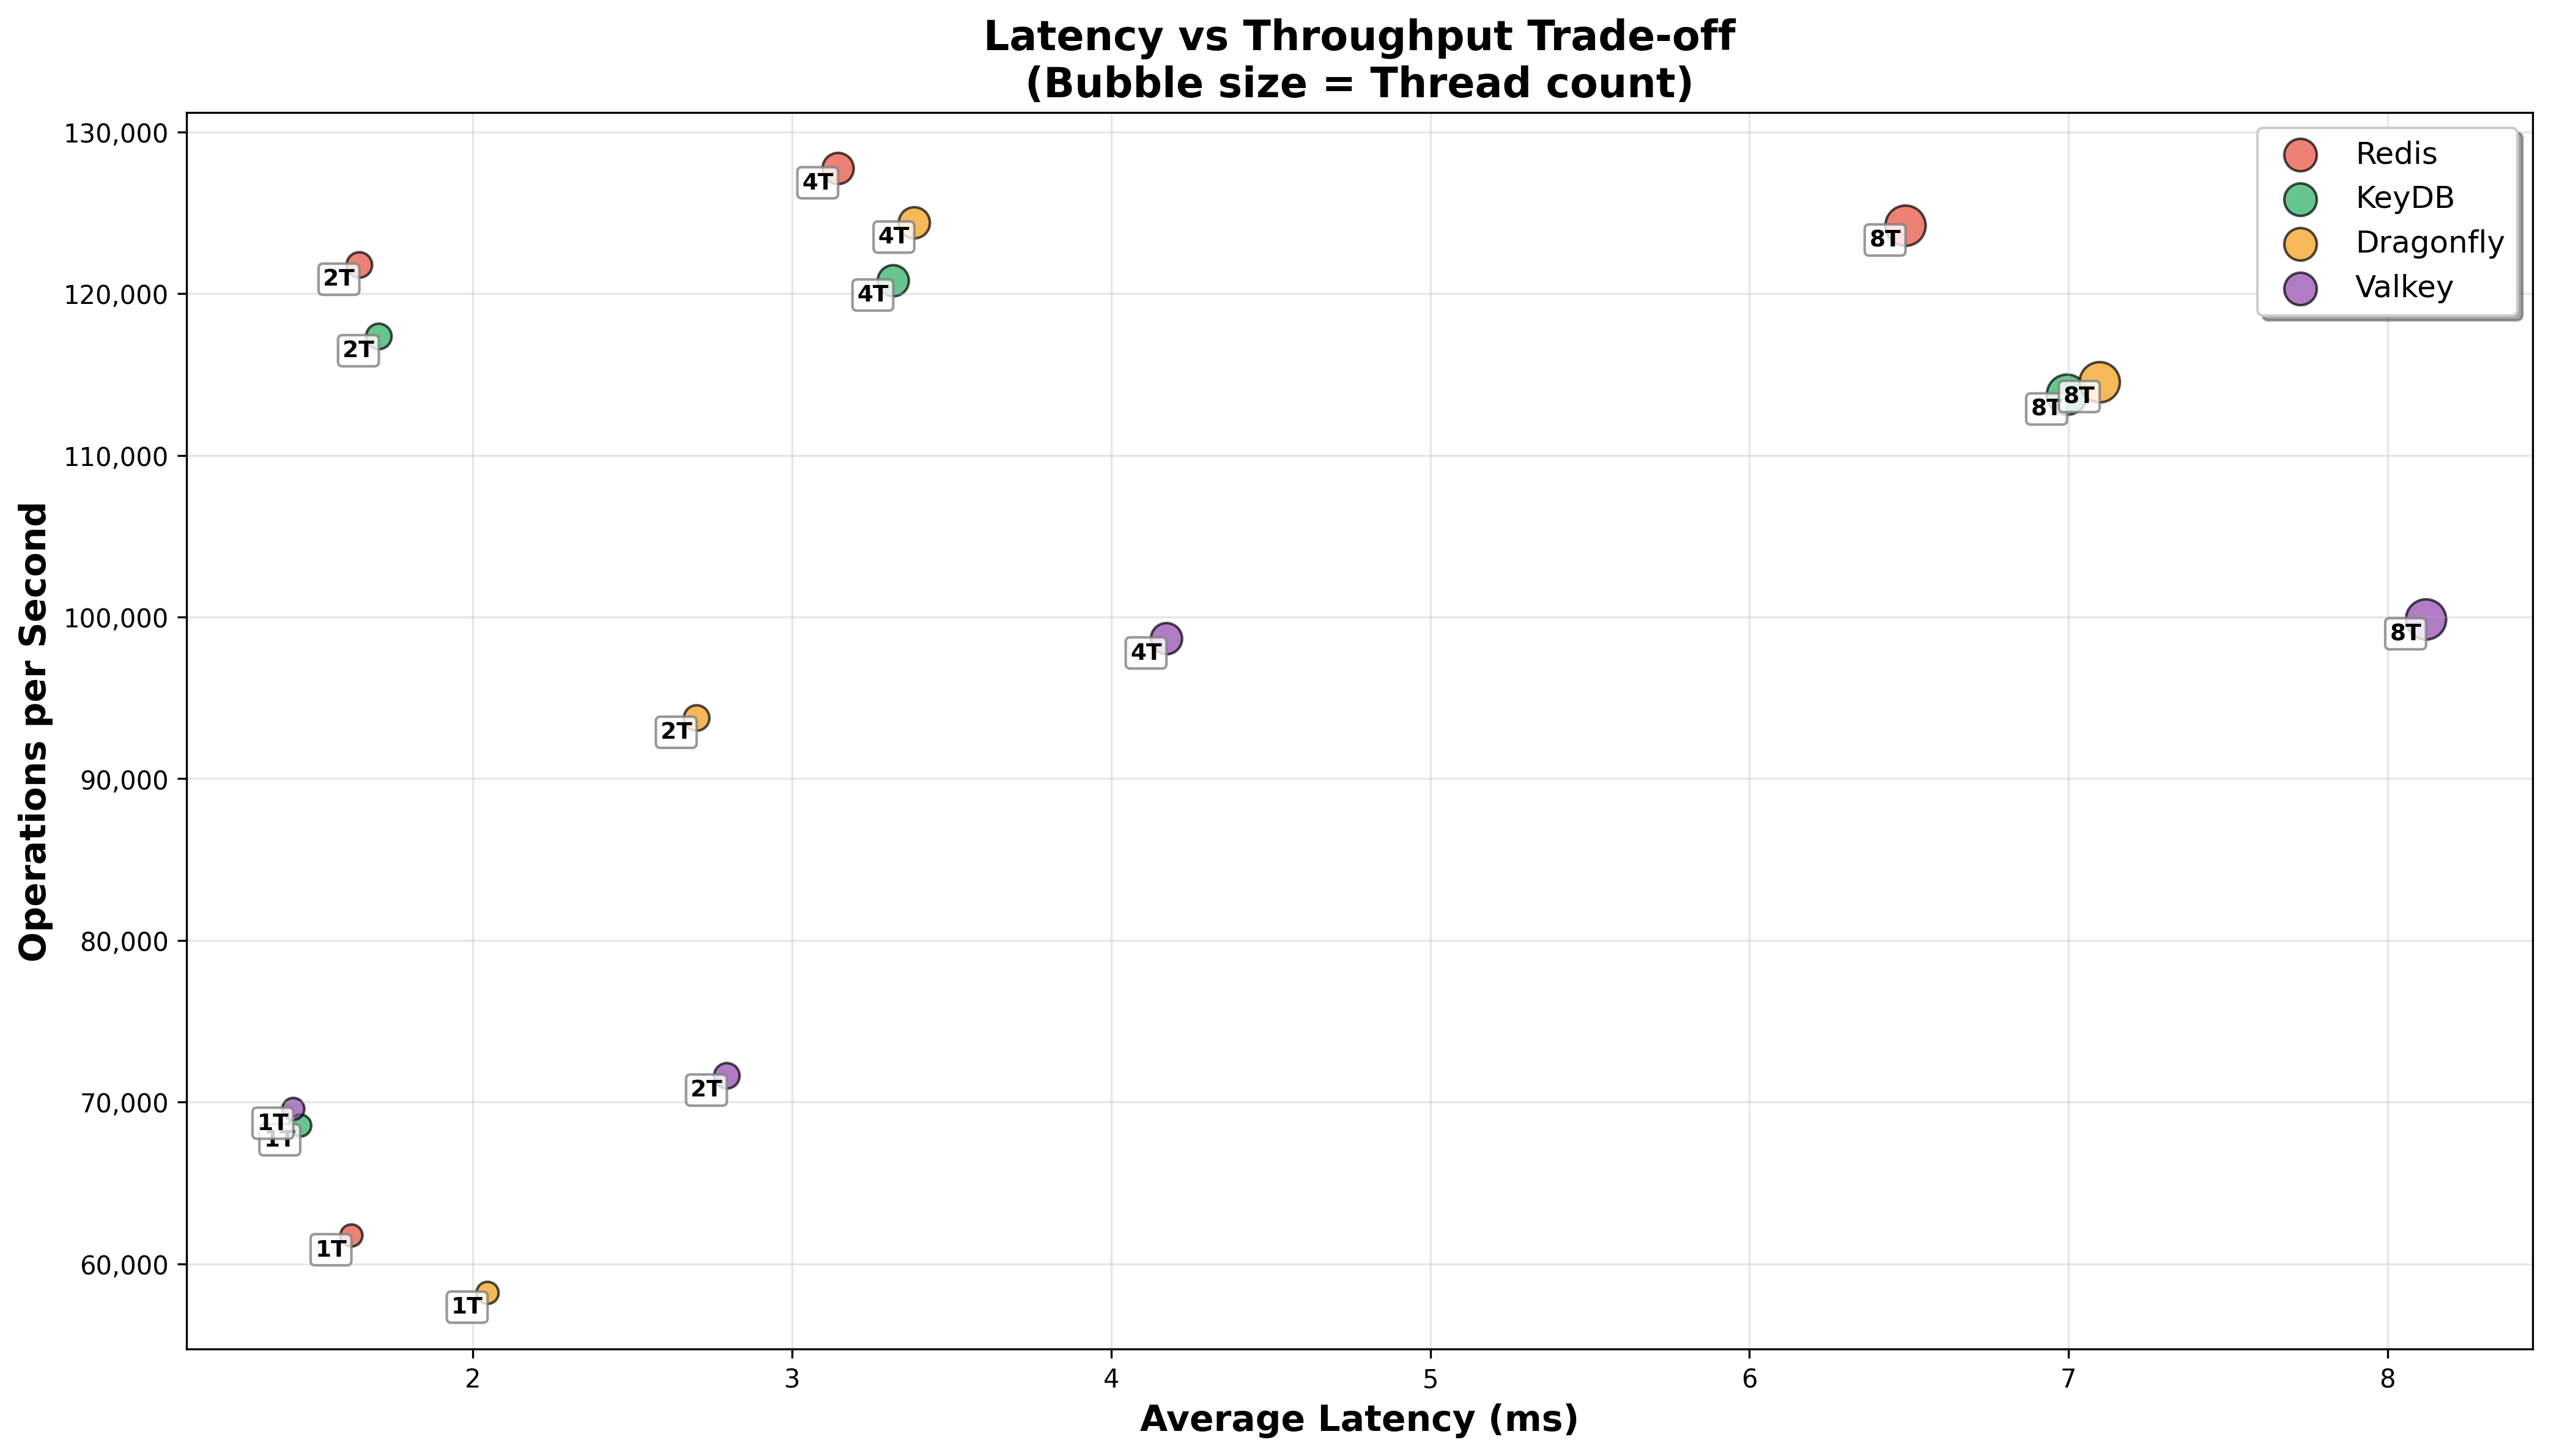 Latency vs Throughput Trade-off
(Bubble size = Thread count)
Operations per Second
130,000
120,000
110,000
100,000
90,000
80,000
70,000
60,000
Redis
KeyDB
Dragonfly
Valkey
4T
4T
8T
2T
4T
2T
8T
8T
4T
8T
2T
2T
1T
1T
1T
1T
2
3
4
5
6
7
8
Average Latency (ms)